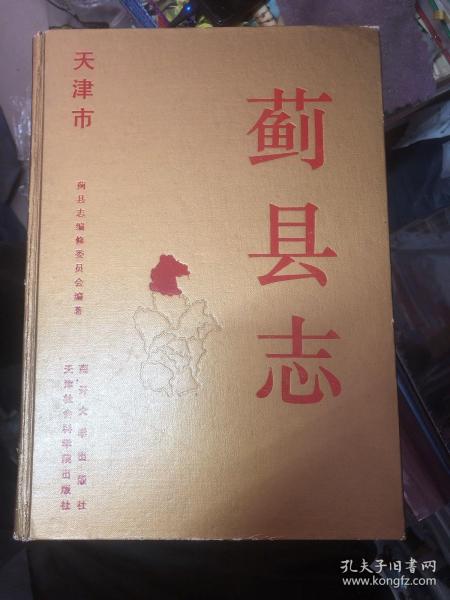 天津市
蓟县志
蓟县志编修委员会编著
南开大学出版社
天津社会科学院出版社
孔夫子旧书网
www.kongfz.com